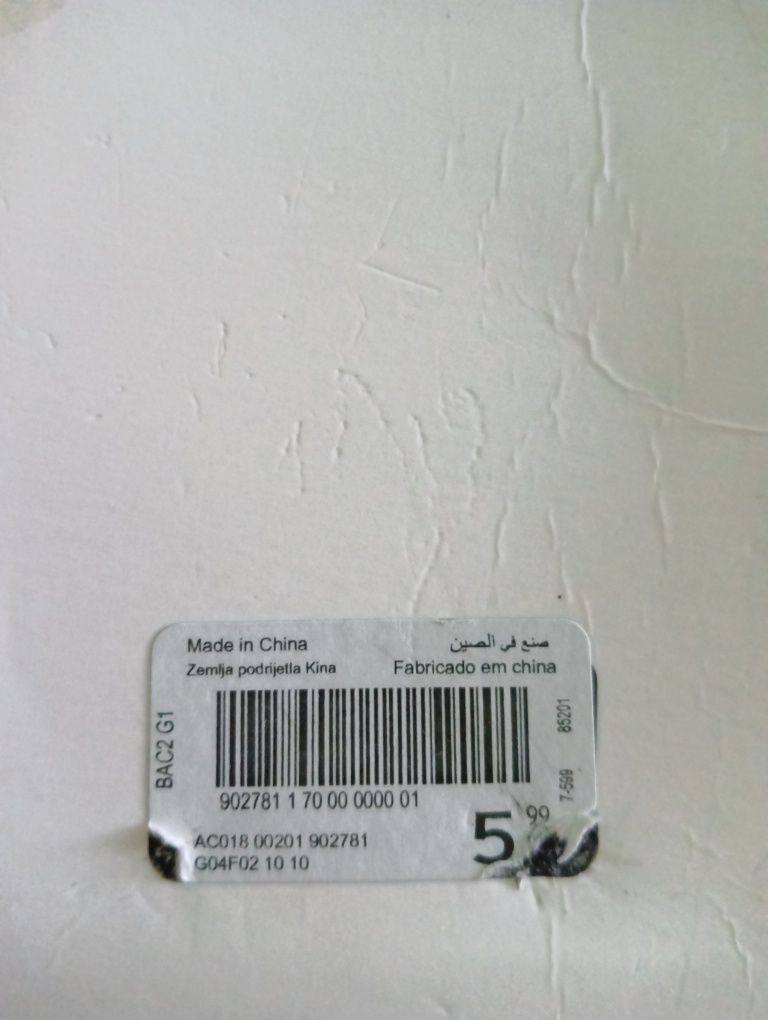 Made in China
صنع في الصين
Zemlja podrijetla Kina
Fabricado em china
BAC2 G1
85201
7-599
902781 1 70 00 0000 01
5 99
AC018 00201 902781
G04F02 10 10